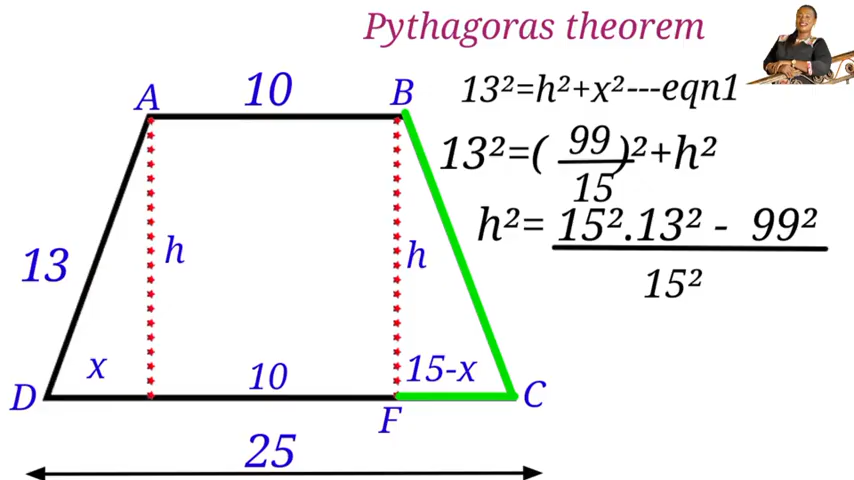 Pythagoras theorem
13²=h²+x²---eqn1
13²=( 99/15 )²+h²
h²= 15².13² - 99²
15²
A
10
B
13
h
h
x
10
15-x
D
F
C
25